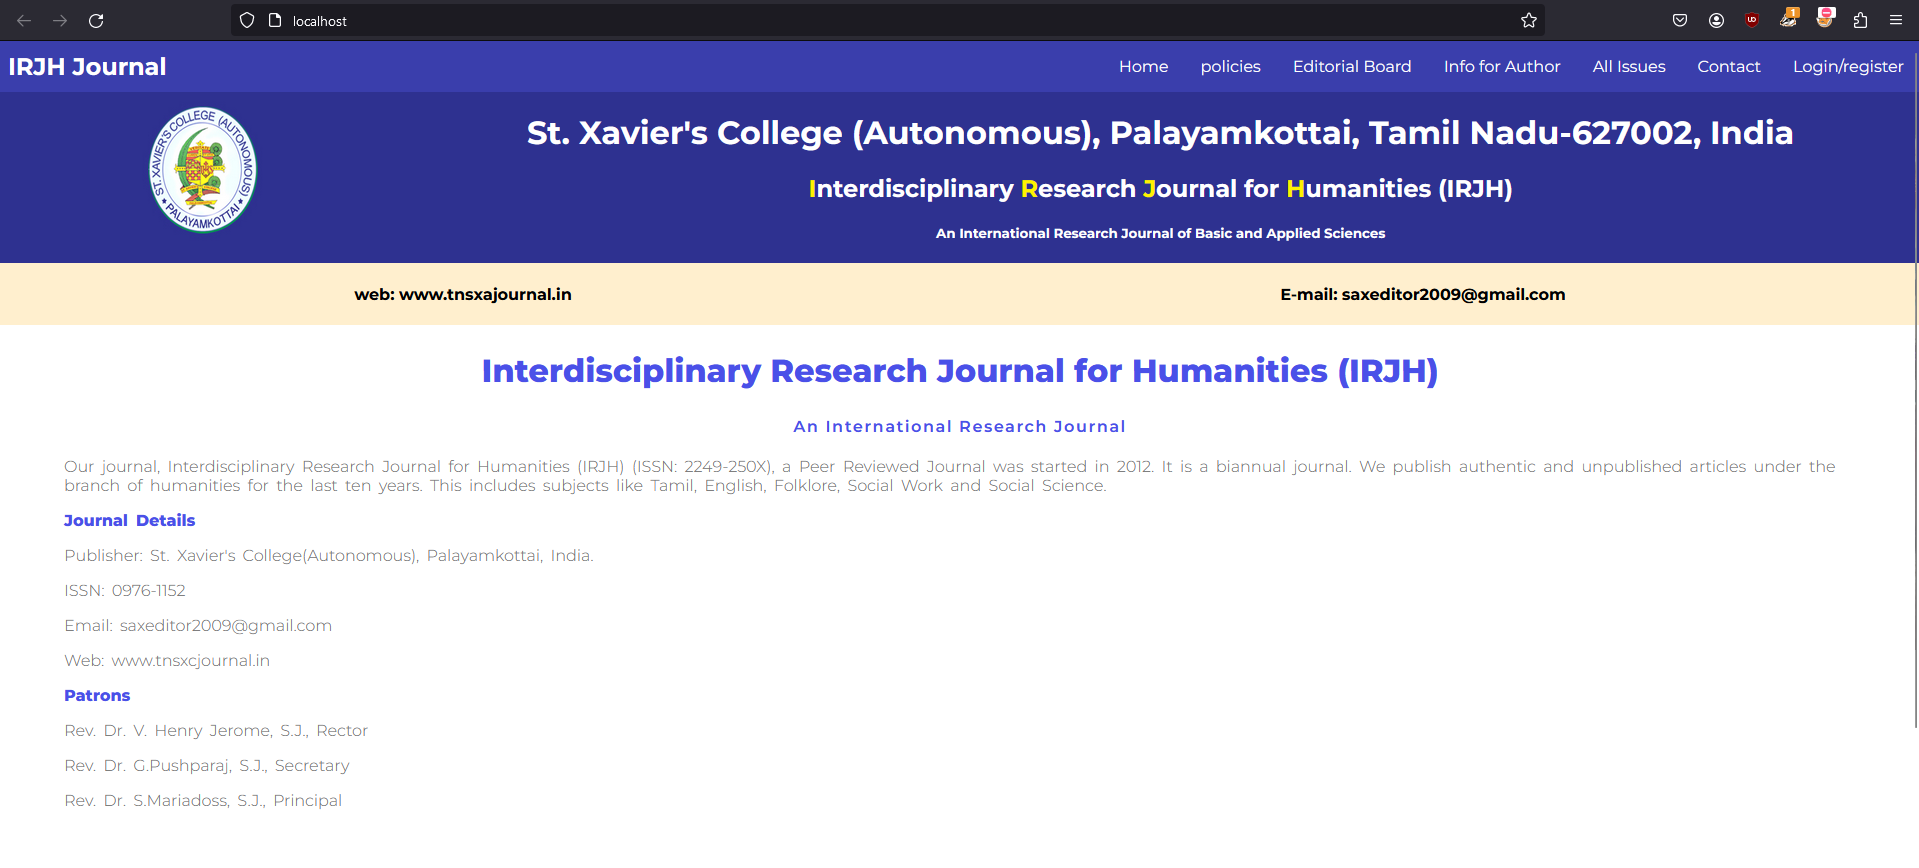 localhost
1
IRJH Journal
Home policies Editorial Board Info for Author All Issues Contact Login/register
ST. XAVIER'S COLLEGE (AUTONOMOUS)
PALAYAMKOTTAI
St. Xavier's College (Autonomous), Palayamkottai, Tamil Nadu-627002, India
Interdisciplinary Research Journal for Humanities (IRJH)
An International Research Journal of Basic and Applied Sciences
web: www.tnsxajournal.in E-mail: saxeditor2009@gmail.com
Interdisciplinary Research Journal for Humanities (IRJH)
An International Research Journal
Our journal, Interdisciplinary Research Journal for Humanities (IRJH) (ISSN: 2249-250X), a Peer Reviewed Journal was started in 2012. It is a biannual journal. We publish authentic and unpublished articles under the
branch of humanities for the last ten years. This includes subjects like Tamil, English, Folklore, Social Work and Social Science.
Journal Details
Publisher: St. Xavier's College(Autonomous), Palayamkottai, India.
ISSN: 0976-1152
Email: saxeditor2009@gmail.com
Web: www.tnsxcjournal.in
Patrons
Rev. Dr. V. Henry Jerome, S.J., Rector
Rev. Dr. G.Pushparaj, S.J., Secretary
Rev. Dr. S.Mariadoss, S.J., Principal